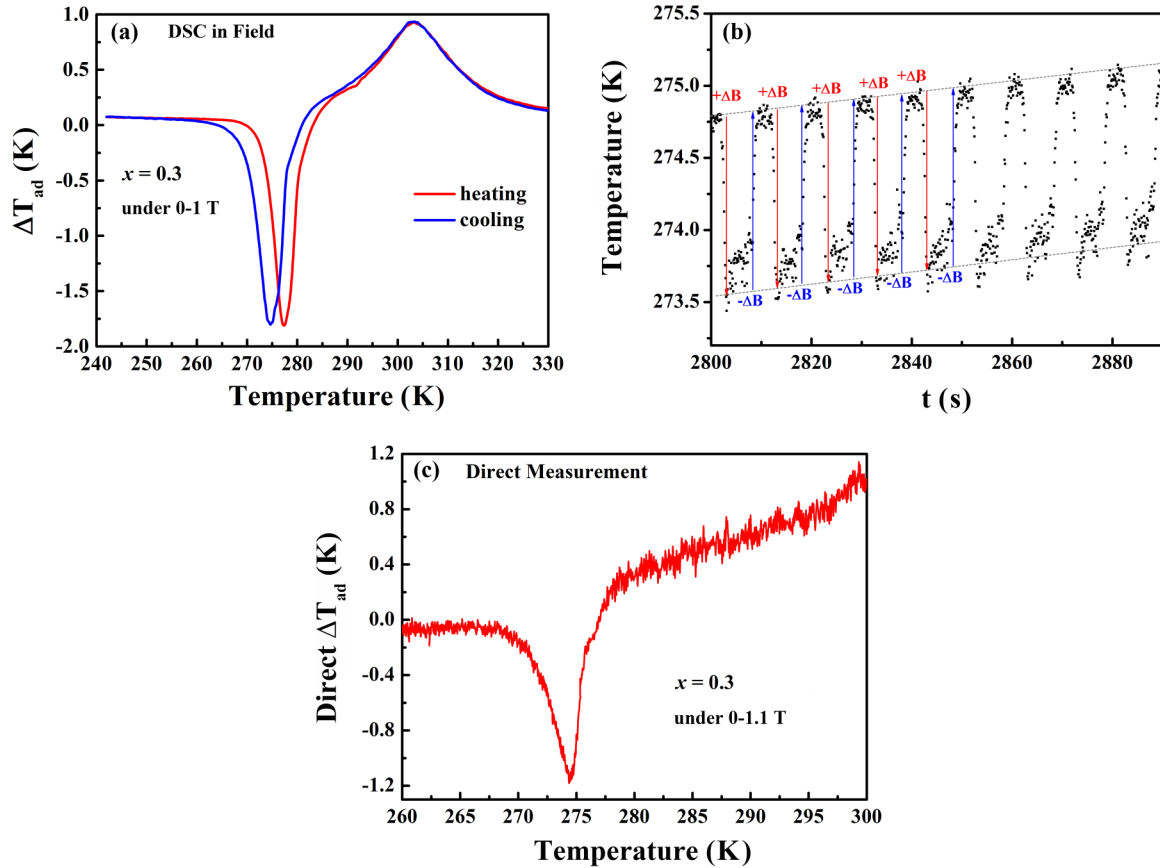 (a) DSC in Field
ΔT_ad (K)
1.0
0.5
0.0
-0.5
-1.0
-1.5
-2.0
x = 0.3
under 0-1 T
heating
cooling
240 250 260 270 280 290 300 310 320 330
Temperature (K)
(b)
Temperature (K)
275.5
275.0
274.5
274.0
273.5
+ΔB +ΔB +ΔB +ΔB +ΔB
-ΔB -ΔB -ΔB -ΔB -ΔB
2800 2820 2840 2860 2880
t (s)
(c) Direct Measurement
Direct ΔT_ad (K)
1.2
0.8
0.4
0.0
-0.4
-0.8
-1.2
x = 0.3
under 0-1.1 T
260 265 270 275 280 285 290 295 300
Temperature (K)